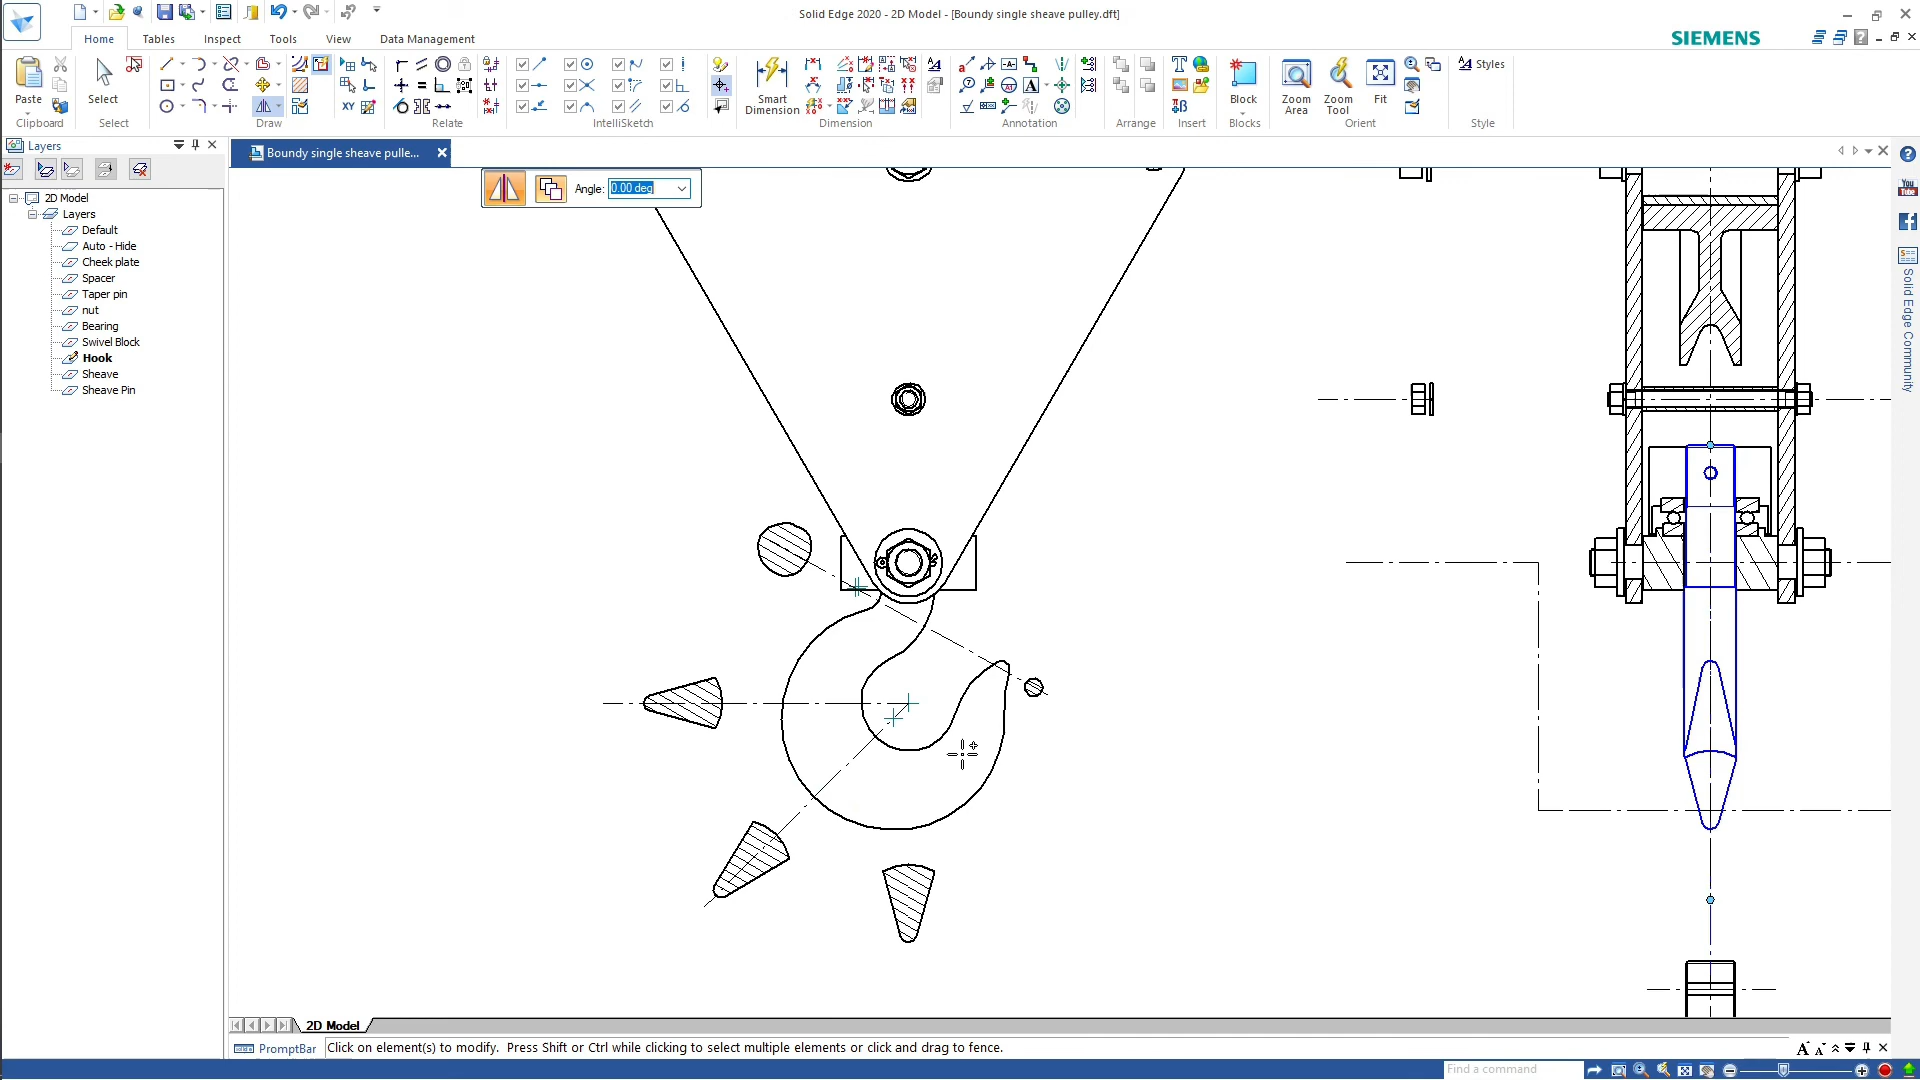 Solid Edge 2020 - 2D Model - [Boundy single sheave pulley.dft]
Home
Tables
Inspect
Tools
View
Data Management
SIEMENS
Paste
Select
XY
Smart
Dimension
Block
Zoom
Area
Zoom
Tool
Fit
Styles
Clipboard
Select
Draw
Relate
IntelliSketch
Dimension
Annotation
Arrange
Insert
Blocks
Orient
Style
Layers
Boundy single sheave pulle...
Angle:
0.00 deg
2D Model
Layers
Default
Auto - Hide
Cheek plate
Spacer
Taper pin
nut
Bearing
Swivel Block
Hook
Sheave
Sheave Pin
You
Tube
Solid Edge Community
2D Model
PromptBar
Click on element(s) to modify.  Press Shift or Ctrl while clicking to select multiple elements or click and drag to fence.
Find a command